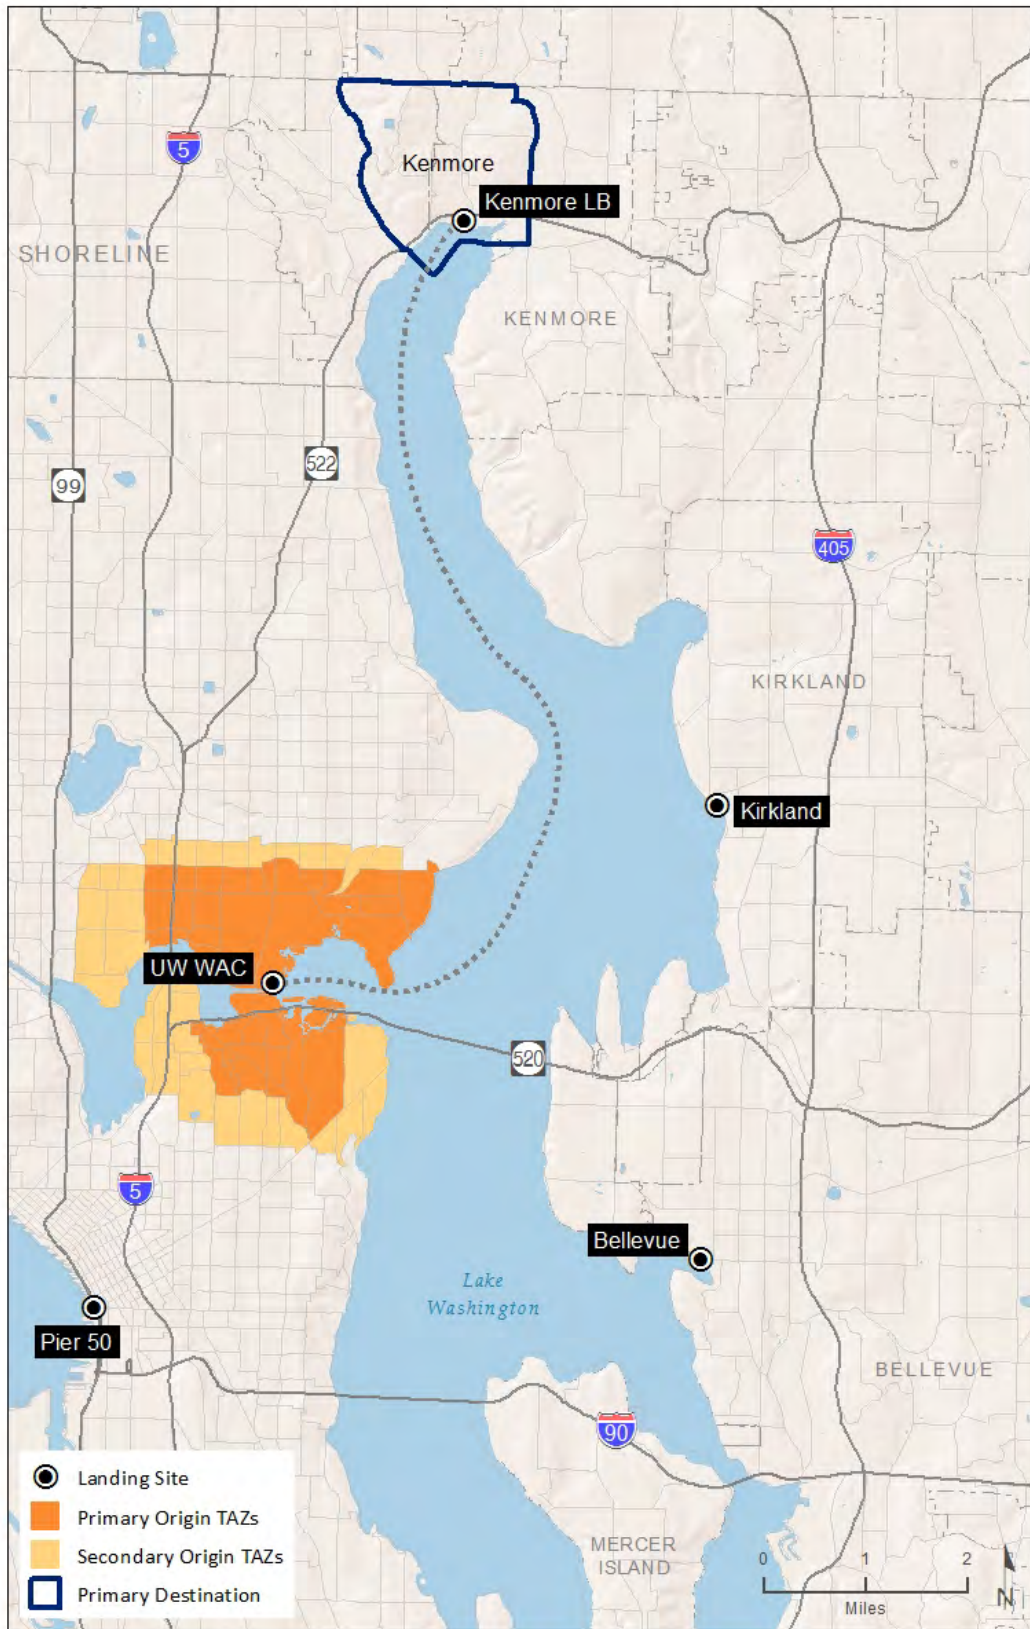 5
Kenmore
Kenmore LB
SHORELINE
KENMORE
522
99
405
KIRKLAND
Kirkland
UW WAC
520
5
Bellevue
Lake
Washington
Pier 50
BELLEVUE
90
Landing Site
Primary Origin TAZs
Secondary Origin TAZs
Primary Destination
MERCER
ISLAND
0 1 2
Miles
N